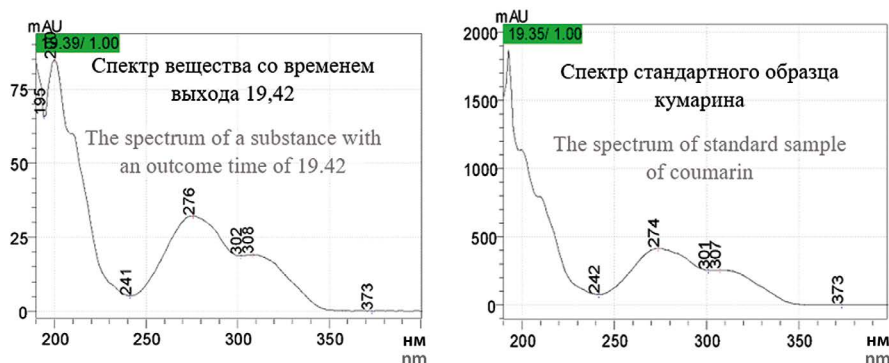 mAU
19.39/ 1.00
Спектр вещества со временем
выхода 19,42
The spectrum of a substance with
an outcome time of 19.42
75
50
25
0
195
241
276
302
308
373
200
250
300
350
нм
nm
mAU
19.35/ 1.00
Спектр стандартного образца
кумарина
The spectrum of standard sample
of coumarin
2000
1500
1000
500
0
242
274
301
307
373
200
250
300
350
нм
nm